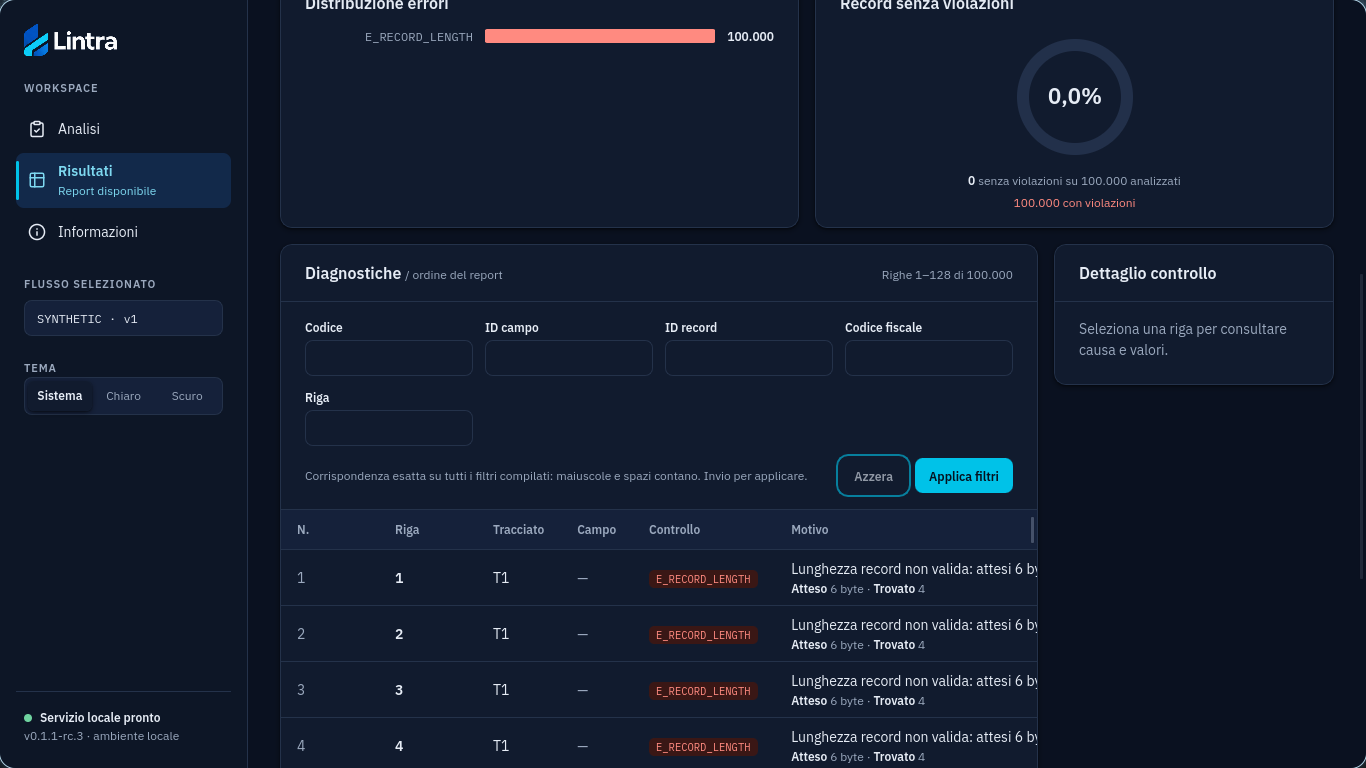 Lintra
WORKSPACE
Analisi
Risultati
Report disponibile
Informazioni
FLUSSO SELEZIONATO
SYNTHETIC · v1
TEMA
Sistema Chiaro Scuro
Servizio locale pronto
v0.1.1-rc.3 · ambiente locale
Distribuzione errori
E_RECORD_LENGTH 100.000
Record senza violazioni
0,0%
0 senza violazioni su 100.000 analizzati
100.000 con violazioni
Diagnostiche / ordine del report Righe 1–128 di 100.000
Codice ID campo ID record Codice fiscale
Riga
Corrispondenza esatta su tutti i filtri compilati: maiuscole e spazi contano. Invio per applicare. Azzera Applica filtri
N. Riga Tracciato Campo Controllo Motivo
1 1 T1 — E_RECORD_LENGTH Lunghezza record non valida: attesi 6 by
Atteso 6 byte · Trovato 4
2 2 T1 — E_RECORD_LENGTH Lunghezza record non valida: attesi 6 by
Atteso 6 byte · Trovato 4
3 3 T1 — E_RECORD_LENGTH Lunghezza record non valida: attesi 6 by
Atteso 6 byte · Trovato 4
4 4 T1 — E_RECORD_LENGTH Lunghezza record non valida: attesi 6 by
Atteso 6 byte · Trovato 4
Dettaglio controllo
Seleziona una riga per consultare
causa e valori.